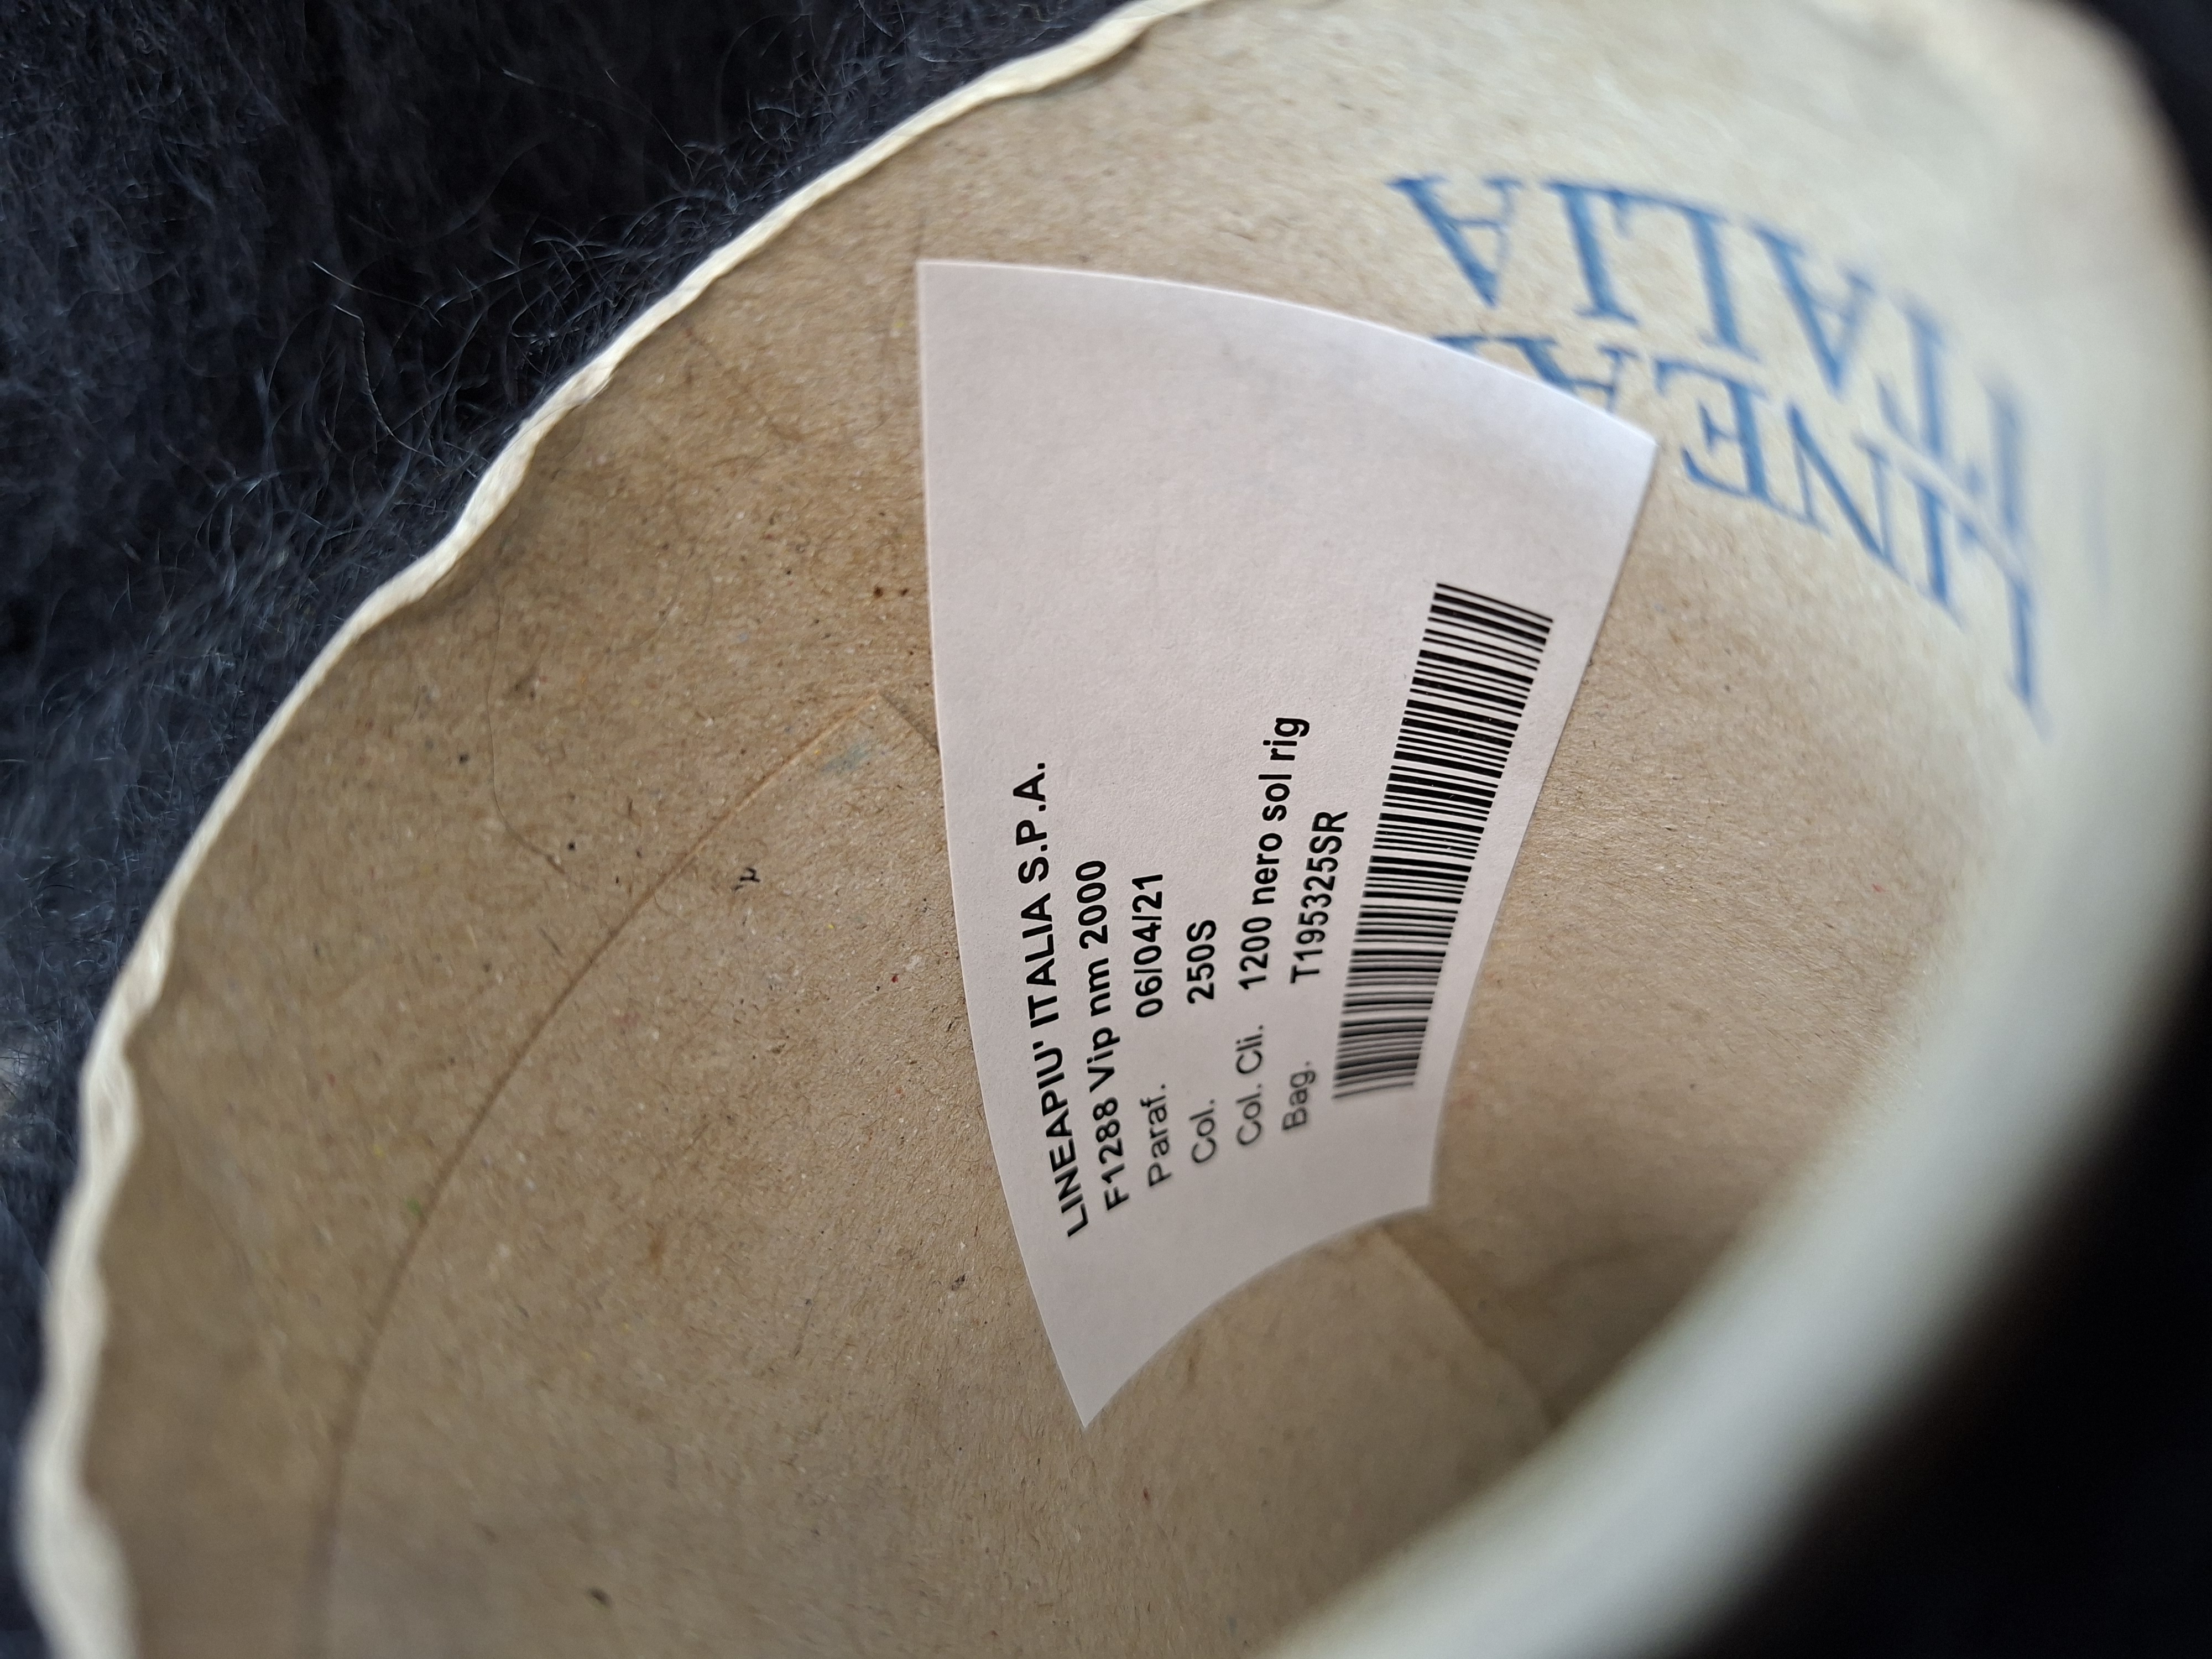 LINEAPIU' ITALIA S.P.A.
F1288 Vip nm 2000
Paraf. 06/04/21
Col. 250S
Col. Cli. 1200 nero sol rig
Bag. T195325SR
ITALIA